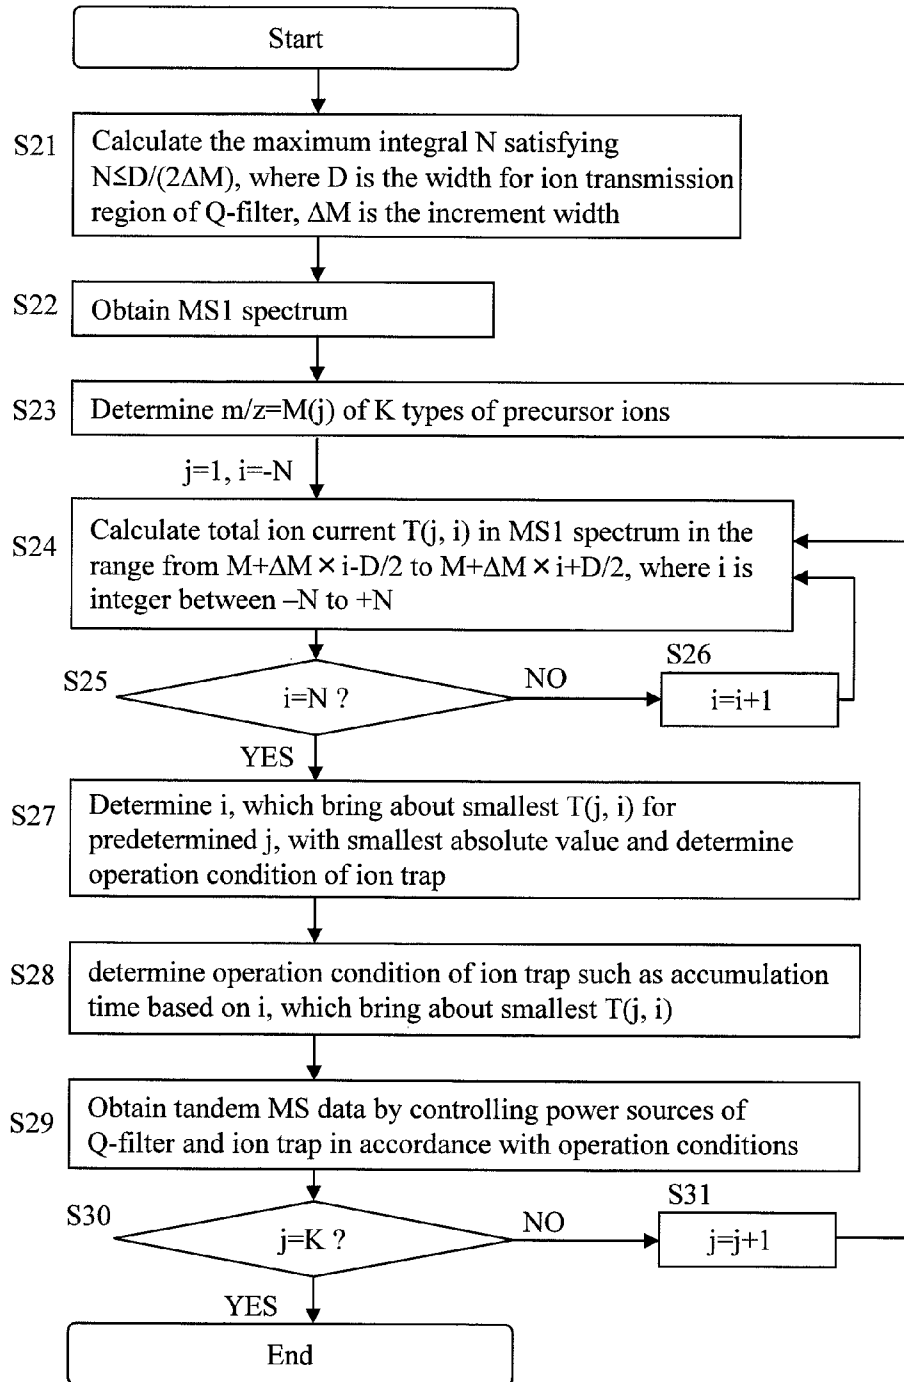 Start
S21
Calculate the maximum integral N satisfying
N≦D/(2ΔM), where D is the width for ion transmission
region of Q-filter, ΔM is the increment width
S22
Obtain MS1 spectrum
S23
Determine m/z=M(j) of K types of precursor ions
j=1, i=-N
S24
Calculate total ion current T(j, i) in MS1 spectrum in the
range from M+ΔM × i-D/2 to M+ΔM × i+D/2, where i is
integer between –N to +N
S25
i=N ?
NO
S26
i=i+1
YES
S27
Determine i, which bring about smallest T(j, i) for
predetermined j, with smallest absolute value and determine
operation condition of ion trap
S28
determine operation condition of ion trap such as accumulation
time based on i, which bring about smallest T(j, i)
S29
Obtain tandem MS data by controlling power sources of
Q-filter and ion trap in accordance with operation conditions
S30
j=K ?
NO
S31
j=j+1
YES
End